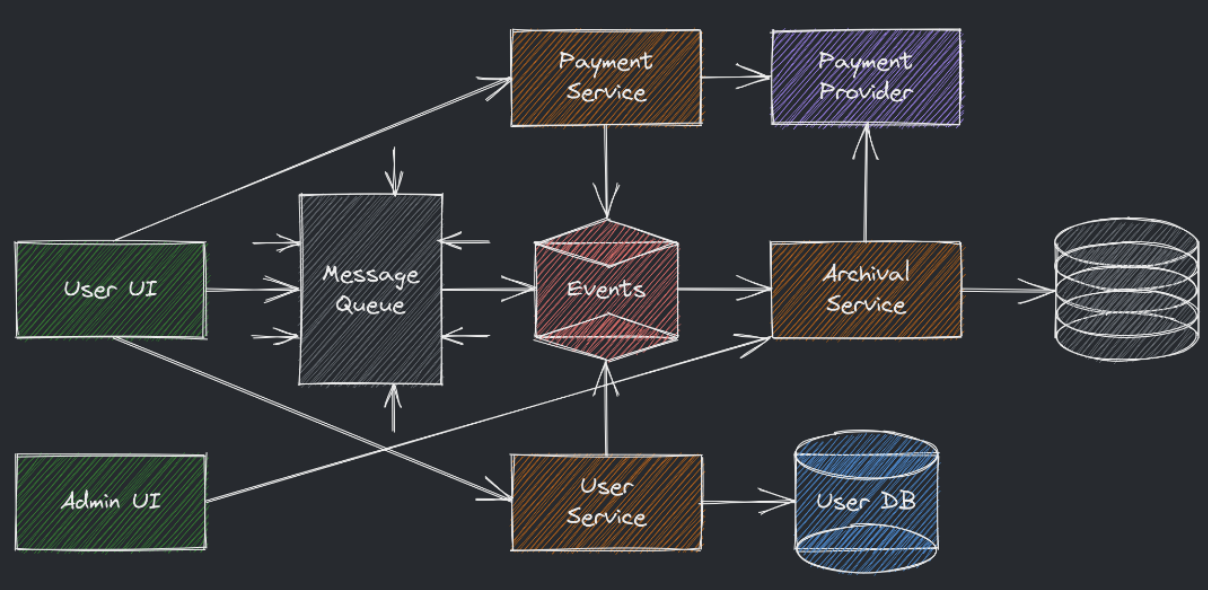 Payment
Service
Payment
Provider
User UI
Message
Queue
Events
Archival
Service
Admin UI
User
Service
User DB